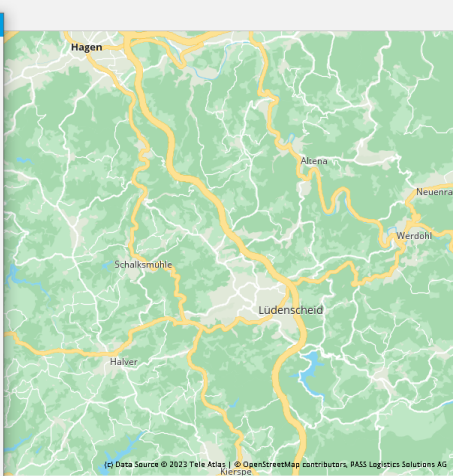 Hagen
Altena
Neuenra
Werdohl
Schalksmühle
Lüdenscheid
Halver
Kierspe
(c) Data Source © 2023 Tele Atlas | © OpenStreetMap contributors, PASS Logistics Solutions AG